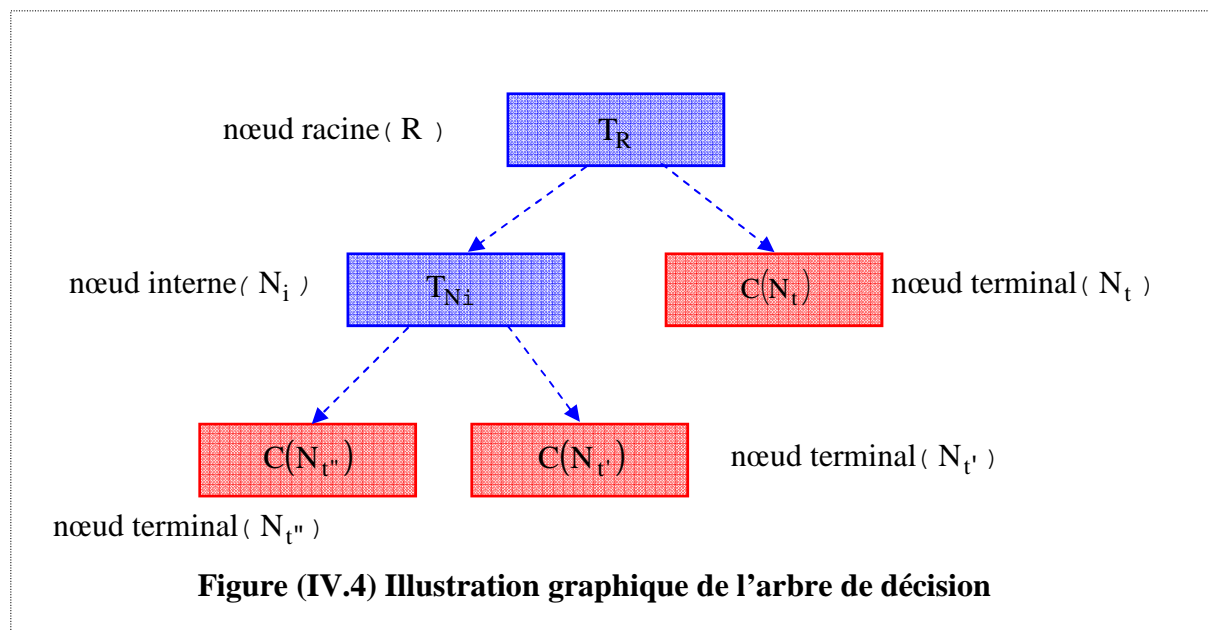 nœud racine( R )
T_R
nœud interne( N_i )
T_Ni
C(N_t)
nœud terminal( N_t )
C(N_t")
C(N_t')
nœud terminal( N_t' )
nœud terminal( N_t" )
Figure (IV.4) Illustration graphique de l’arbre de décision